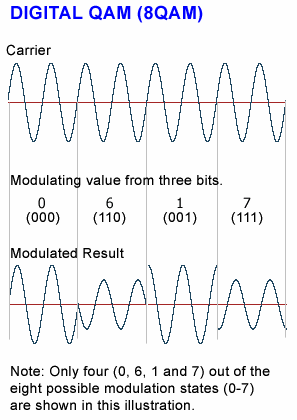 DIGITAL QAM (8QAM)
Carrier
Modulating value from three bits.
0 6 1 7
(000) (110) (001) (111)
Modulated Result
Note: Only four (0, 6, 1 and 7) out of the
eight possible modulation states (0-7)
are shown in this illustration.